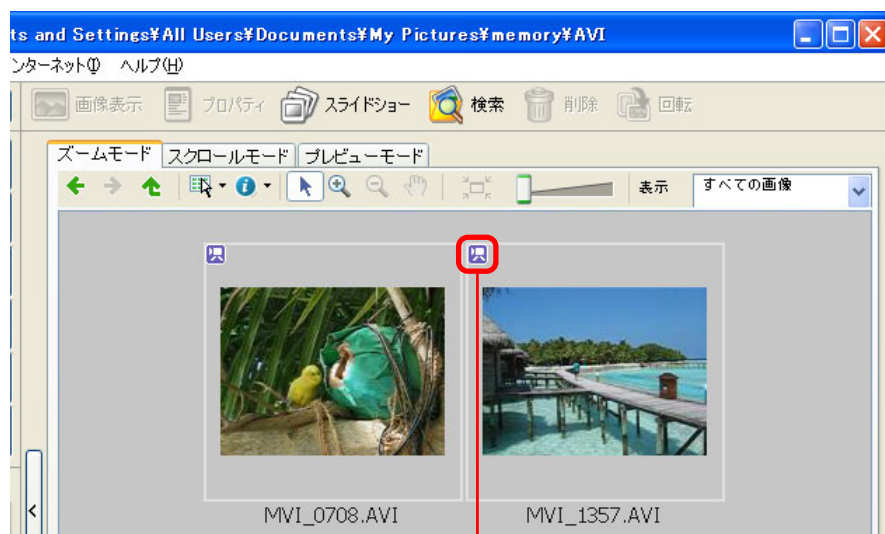 ts and Settings¥All Users¥Documents¥My Pictures¥memory¥AVI
ンターネット(I) ヘルプ(H)
画像表示 プロパティ スライドショー 検索 削除 回転
ズームモード スクロールモード プレビューモード
表示 すべての画像
MVI_0708.AVI MVI_1357.AVI